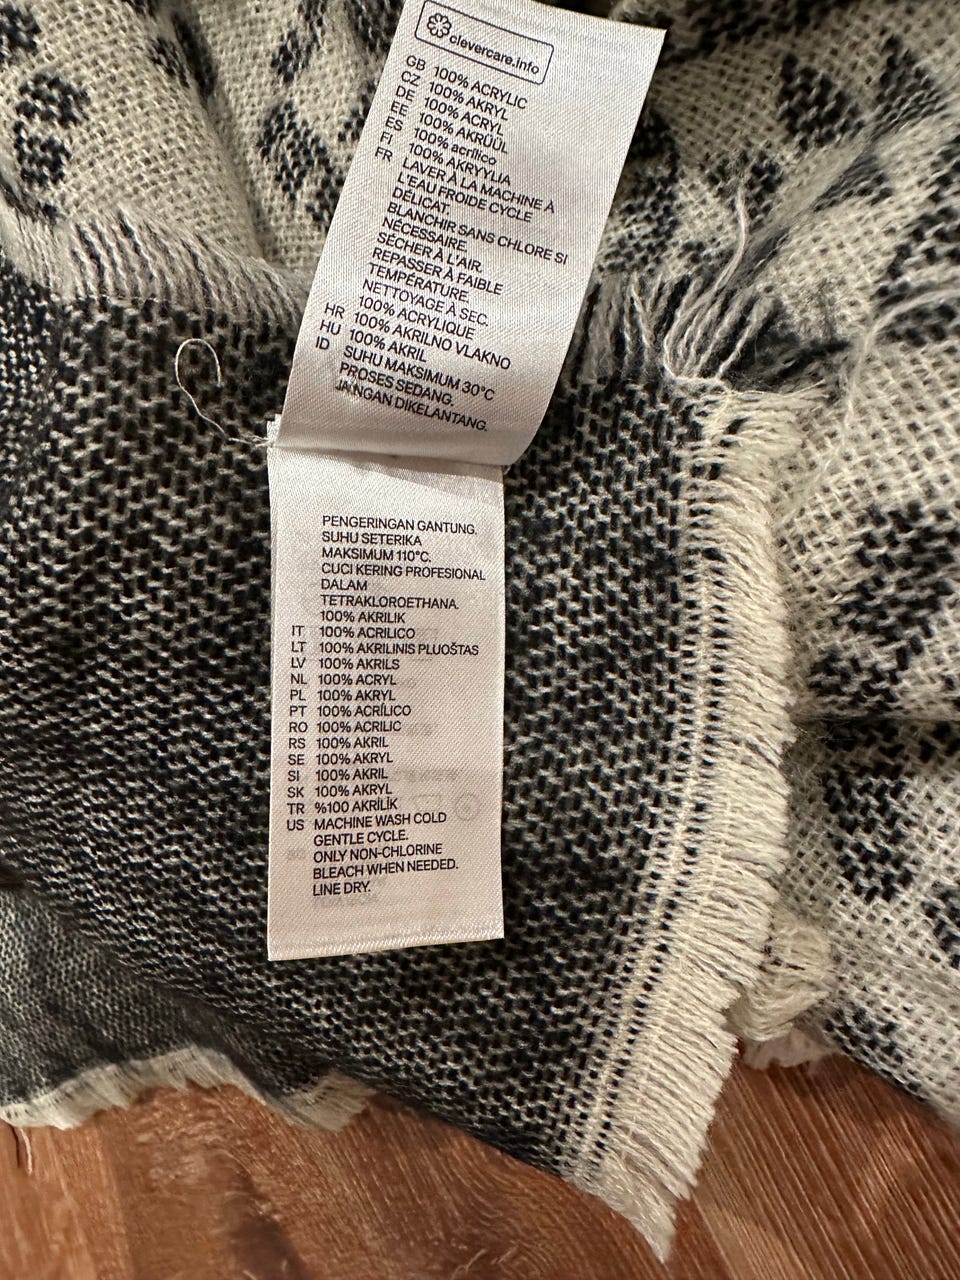 clevercare.info
GB 100% ACRYLIC
CZ 100% AKRYL
DE 100% ACRYL
EE 100% AKRÜÜL
ES 100% acrílico
FI 100% AKRYYLIA
FR LAVER À LA MACHINE À
L'EAU FROIDE CYCLE
DÉLICAT.
BLANCHIR SANS CHLORE SI
NÉCESSAIRE.
SÉCHER À L'AIR.
REPASSER À FAIBLE
TEMPÉRATURE.
NETTOYAGE À SEC.
100% ACRYLIQUE
HR 100% AKRILNO VLAKNO
HU 100% AKRIL
ID SUHU MAKSIMUM 30°C
PROSES SEDANG.
JANGAN DIKELANTANG.
PENGERINGAN GANTUNG.
SUHU SETERIKA
MAKSIMUM 110°C.
CUCI KERING PROFESIONAL
DALAM
TETRAKLOROETHANA.
100% AKRILIK
IT 100% ACRILICO
LT 100% AKRILINIS PLUOŠTAS
LV 100% AKRILS
NL 100% ACRYL
PL 100% AKRYL
PT 100% ACRÍLICO
RO 100% ACRILIC
RS 100% AKRIL
SE 100% AKRYL
SI 100% AKRIL
SK 100% AKRYL
TR %100 AKRİLİK
US MACHINE WASH COLD
GENTLE CYCLE.
ONLY NON-CHLORINE
BLEACH WHEN NEEDED.
LINE DRY.